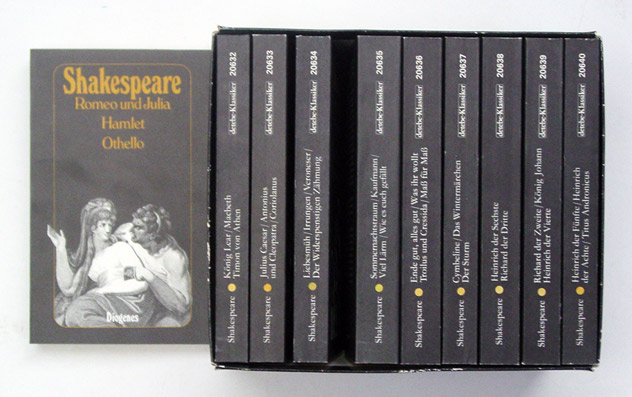 Shakespeare
Romeo und Julia
Hamlet
Othello
Diogenes
Shakespeare König Lear/Macbeth
Timon von Athen
detebe-Klassiker 20632
Shakespeare Julius Caesar/Antonius
und Cleopatra/Coriolanus
detebe-Klassiker 20633
Shakespeare Liebesmüh/Irrungen/Veroneser/
Der Widerspenstigen Zähmung
detebe-Klassiker 20634
Shakespeare Sommernachtstraum/Kaufmann/
Viel Lärm/Wie es euch gefällt
detebe-Klassiker 20635
Shakespeare Ende gut, alles gut/Was ihr wollt
Troilus und Cressida/Maß für Maß
detebe-Klassiker 20636
Shakespeare Cymbeline/Das Wintermärchen
Der Sturm
detebe-Klassiker 20637
Shakespeare Heinrich der Sechste
Richard der Dritte
detebe-Klassiker 20638
Shakespeare Richard der Zweite/König Johann
Heinrich der Vierte
detebe-Klassiker 20639
Shakespeare Heinrich der Fünfte/Heinrich
der Achte/Titus Andronicus
detebe-Klassiker 20640